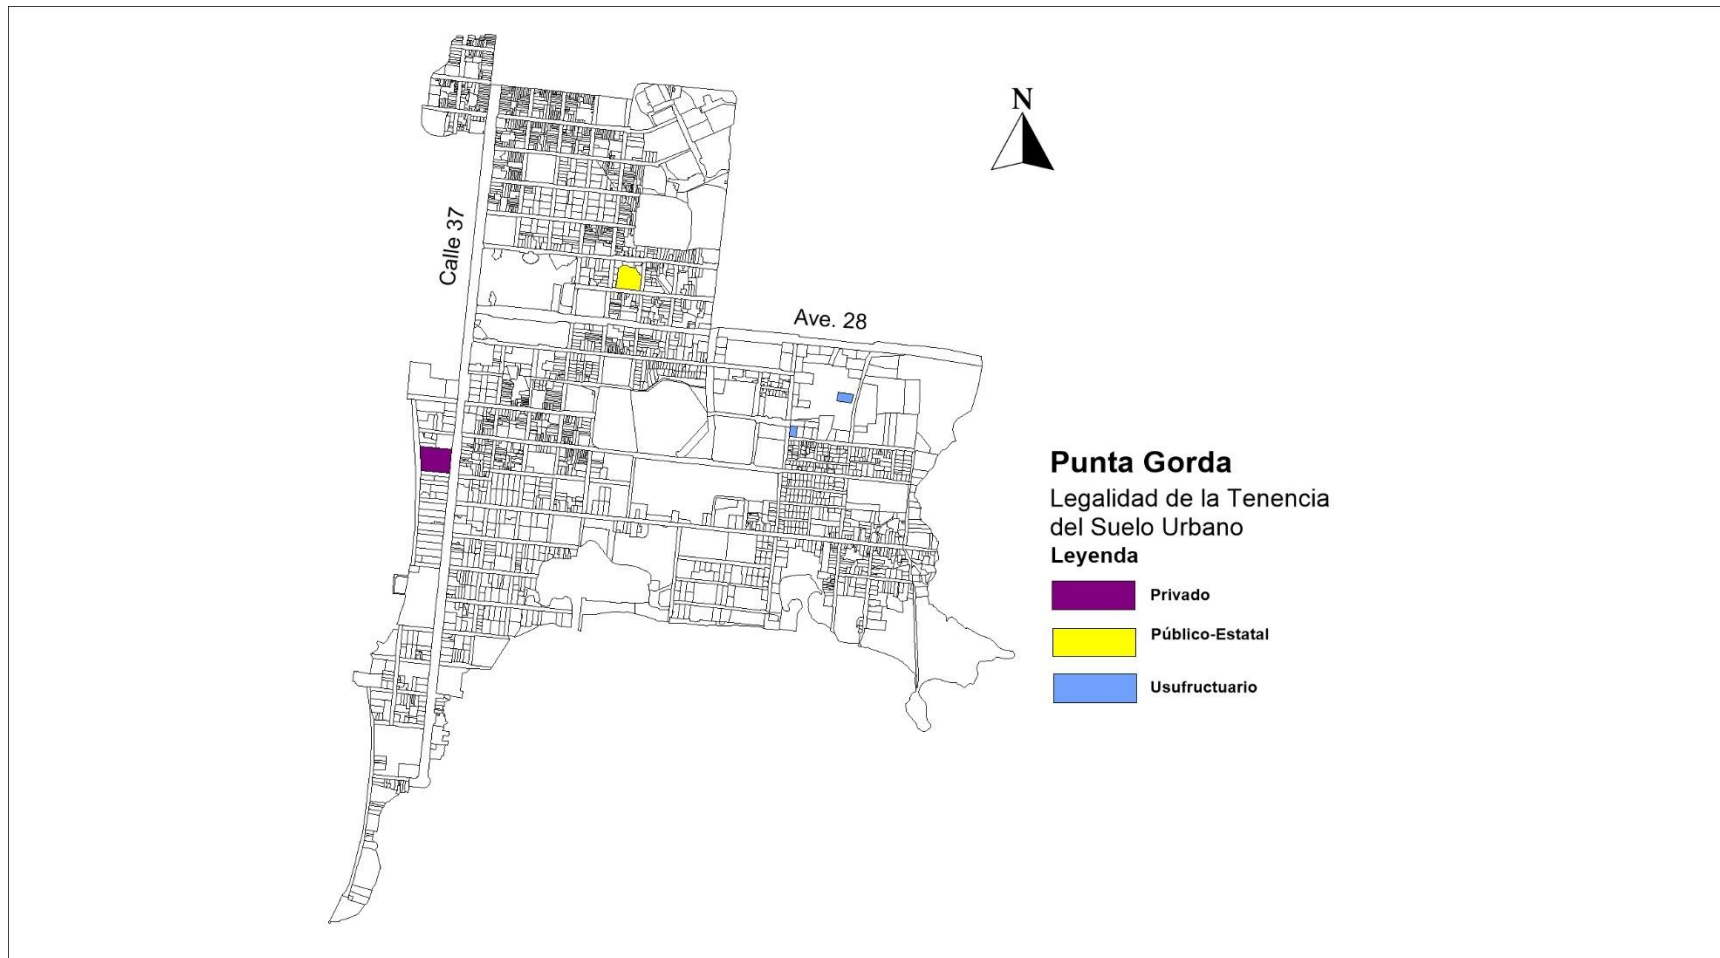 N
Calle 37
Ave. 28
Punta Gorda
Legalidad de la Tenencia
del Suelo Urbano
Leyenda
Privado
Público-Estatal
Usufructuario